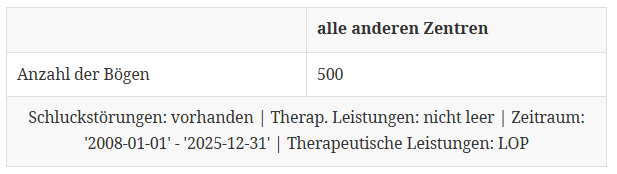 alle anderen Zentren
Anzahl der Bögen 500
Schluckstörungen: vorhanden | Therap. Leistungen: nicht leer | Zeitraum:
'2008-01-01' - '2025-12-31' | Therapeutische Leistungen: LOP